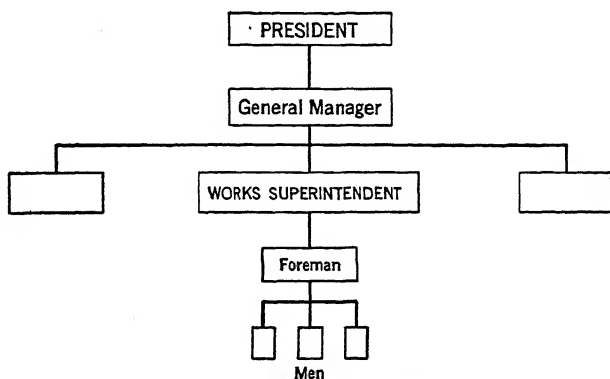 PRESIDENT
General Manager
WORKS SUPERINTENDENT
Foreman
Men